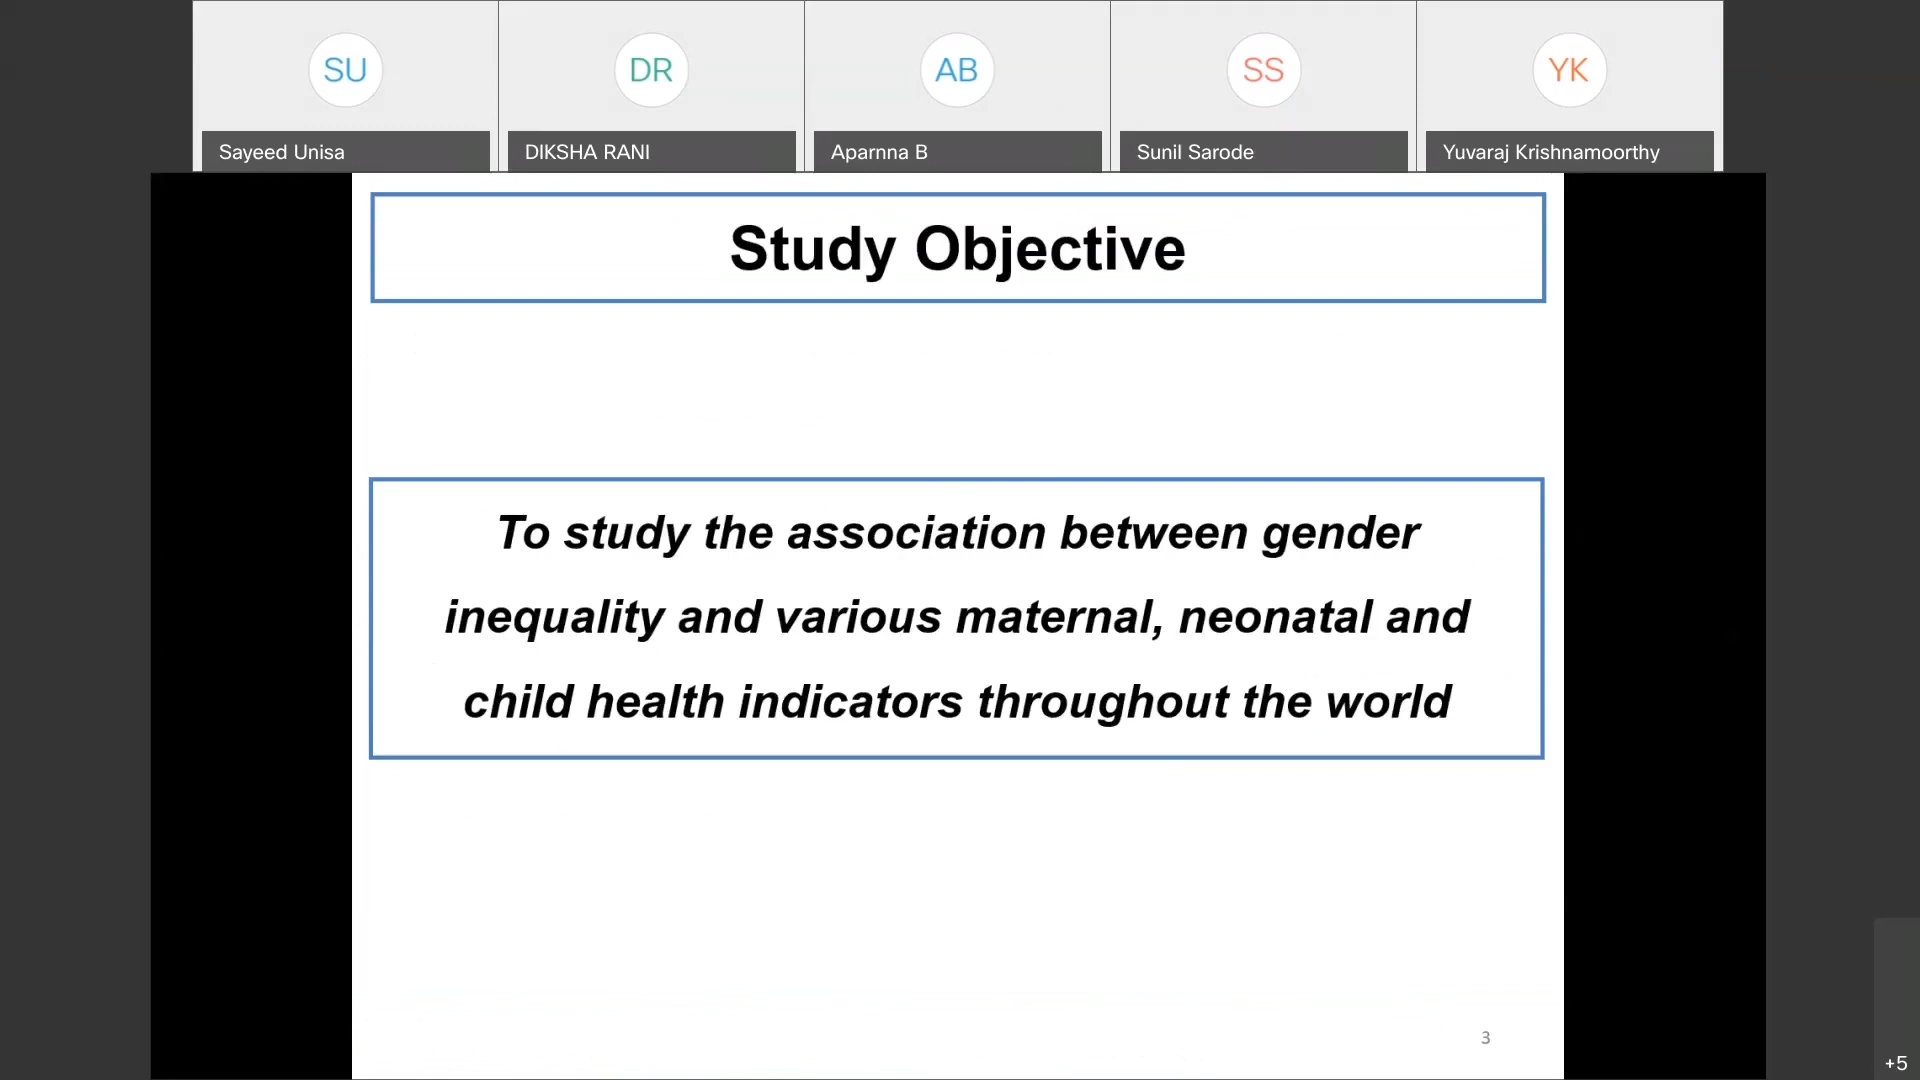 SU
DR
AB
SS
YK
Sayeed Unisa
DIKSHA RANI
Aparnna B
Sunil Sarode
Yuvaraj Krishnamoorthy
Study Objective
To study the association between gender
inequality and various maternal, neonatal and
child health indicators throughout the world
3
+5